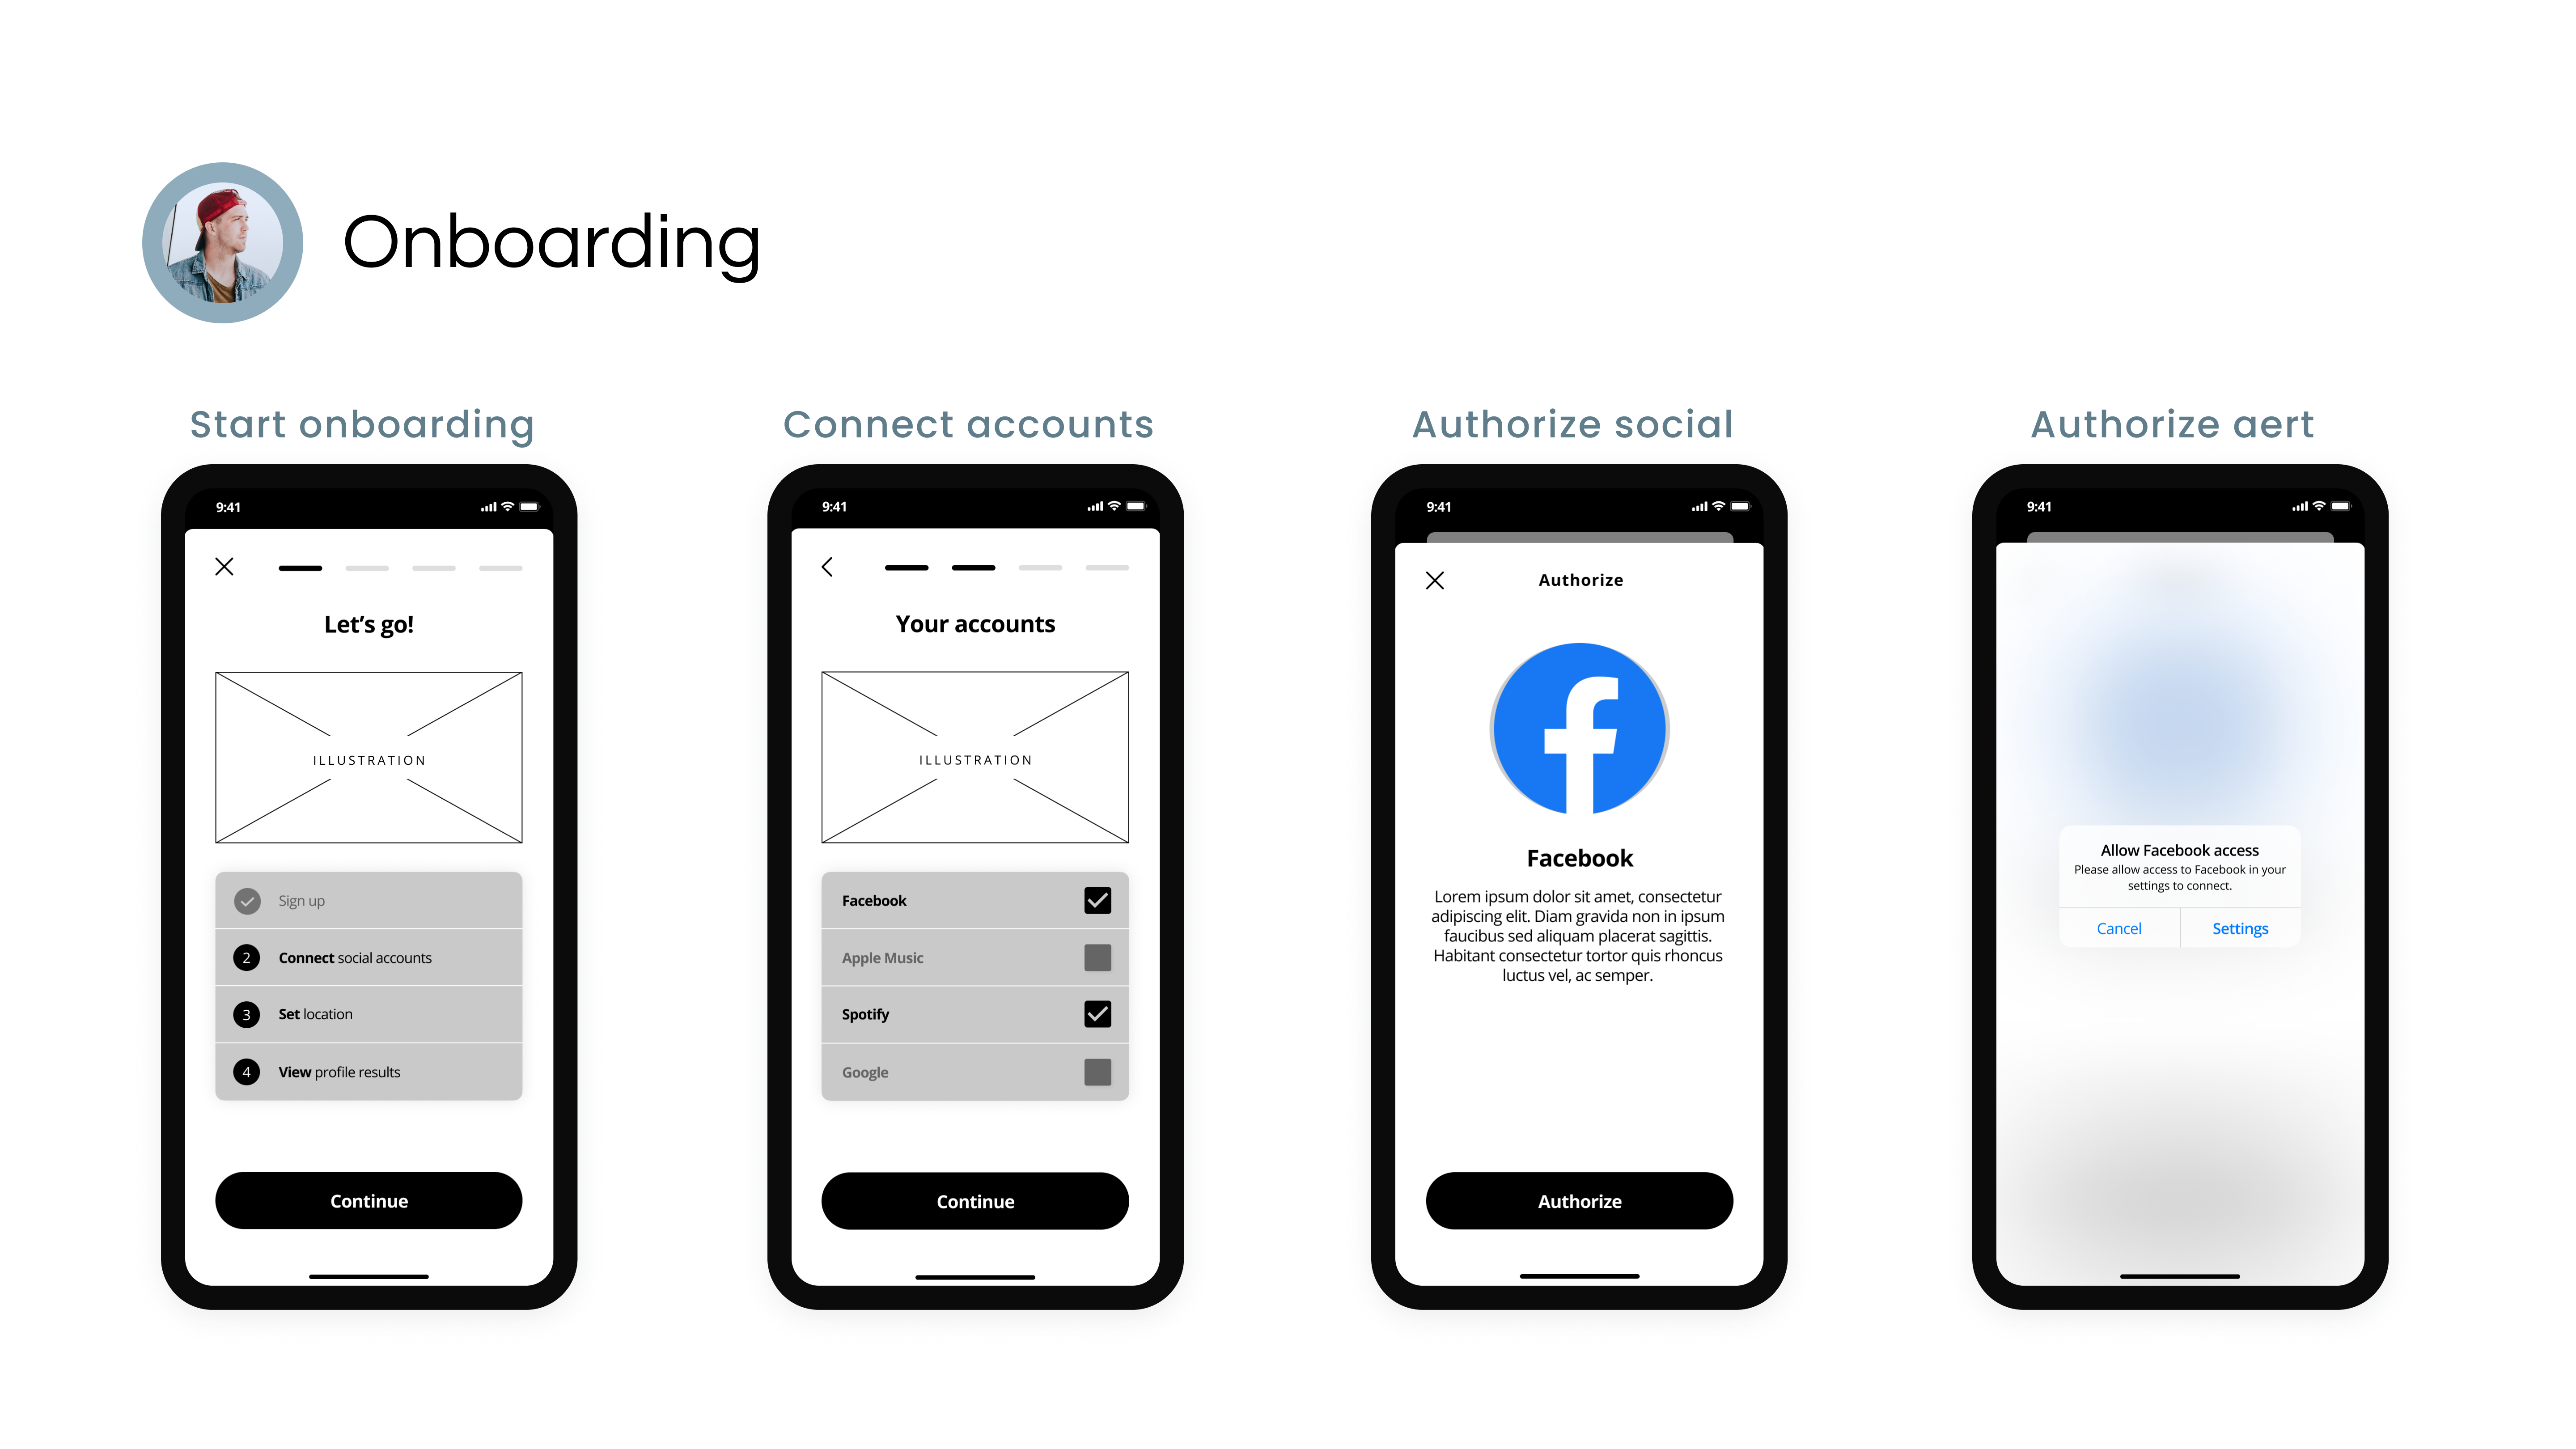 Onboarding
Start onboarding
9:41
Let's go!
ILLUSTRATION
Sign up
2 Connect social accounts
3 Set location
4 View profile results
Continue
Connect accounts
9:41
Your accounts
ILLUSTRATION
Facebook
Apple Music
Spotify
Google
Continue
Authorize social
9:41
Authorize
f
Facebook
Lorem ipsum dolor sit amet, consectetur
adipiscing elit. Diam gravida non in ipsum
faucibus sed aliquam placerat sagittis.
Habitant consectetur tortor quis rhoncus
luctus vel, ac semper.
Authorize
Authorize aert
9:41
Allow Facebook access
Please allow access to Facebook in your
settings to connect.
Cancel Settings